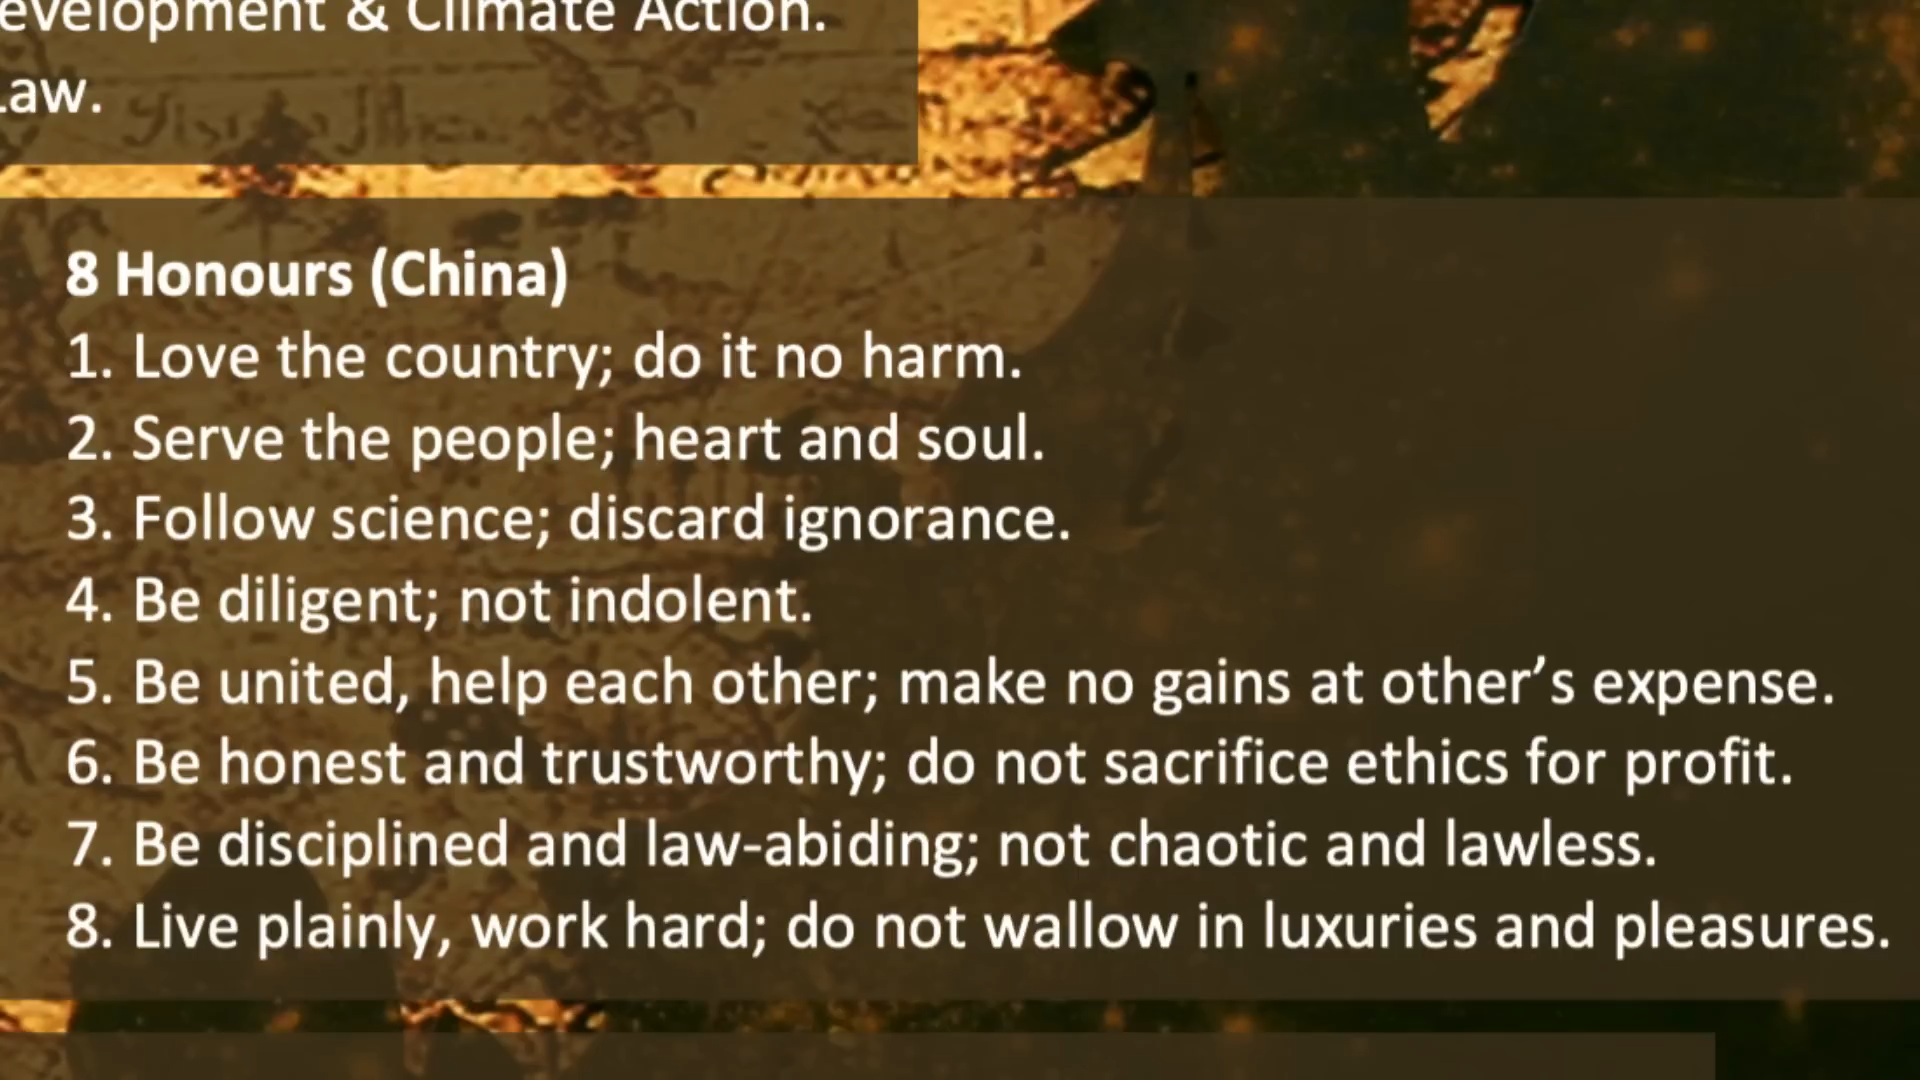 evelopment & Climate Action.
Law.
8 Honours (China)
1. Love the country; do it no harm.
2. Serve the people; heart and soul.
3. Follow science; discard ignorance.
4. Be diligent; not indolent.
5. Be united, help each other; make no gains at other’s expense.
6. Be honest and trustworthy; do not sacrifice ethics for profit.
7. Be disciplined and law-abiding; not chaotic and lawless.
8. Live plainly, work hard; do not wallow in luxuries and pleasures.